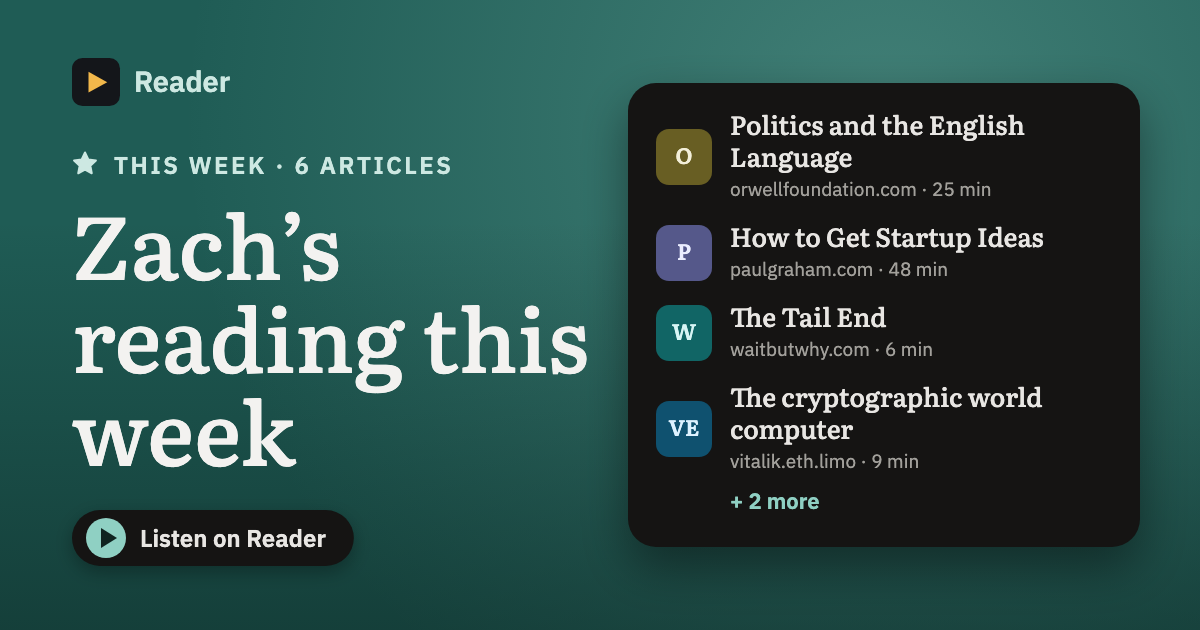 Reader
THIS WEEK · 6 ARTICLES
Zach’s
reading this
week
Listen on Reader
O
Politics and the English
Language
orwellfoundation.com · 25 min
P
How to Get Startup Ideas
paulgraham.com · 48 min
W
The Tail End
waitbutwhy.com · 6 min
VE
The cryptographic world
computer
vitalik.eth.limo · 9 min
+ 2 more